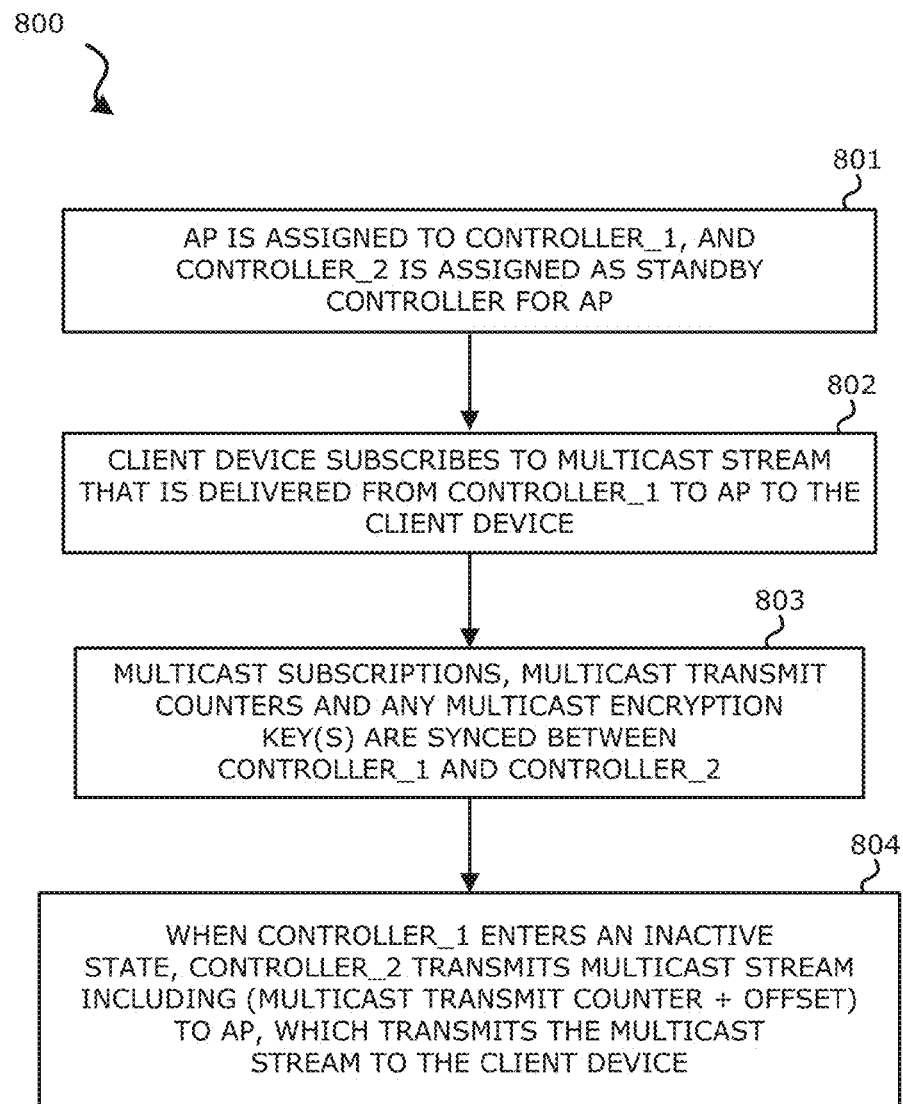 800
801
AP IS ASSIGNED TO CONTROLLER_1, AND
CONTROLLER_2 IS ASSIGNED AS STANDBY
CONTROLLER FOR AP
802
CLIENT DEVICE SUBSCRIBES TO MULTICAST STREAM
THAT IS DELIVERED FROM CONTROLLER_1 TO AP TO THE
CLIENT DEVICE
803
MULTICAST SUBSCRIPTIONS, MULTICAST TRANSMIT
COUNTERS AND ANY MULTICAST ENCRYPTION
KEY(S) ARE SYNCED BETWEEN
CONTROLLER_1 AND CONTROLLER_2
804
WHEN CONTROLLER_1 ENTERS AN INACTIVE
STATE, CONTROLLER_2 TRANSMITS MULTICAST STREAM
INCLUDING (MULTICAST TRANSMIT COUNTER + OFFSET)
TO AP, WHICH TRANSMITS THE MULTICAST
STREAM TO THE CLIENT DEVICE